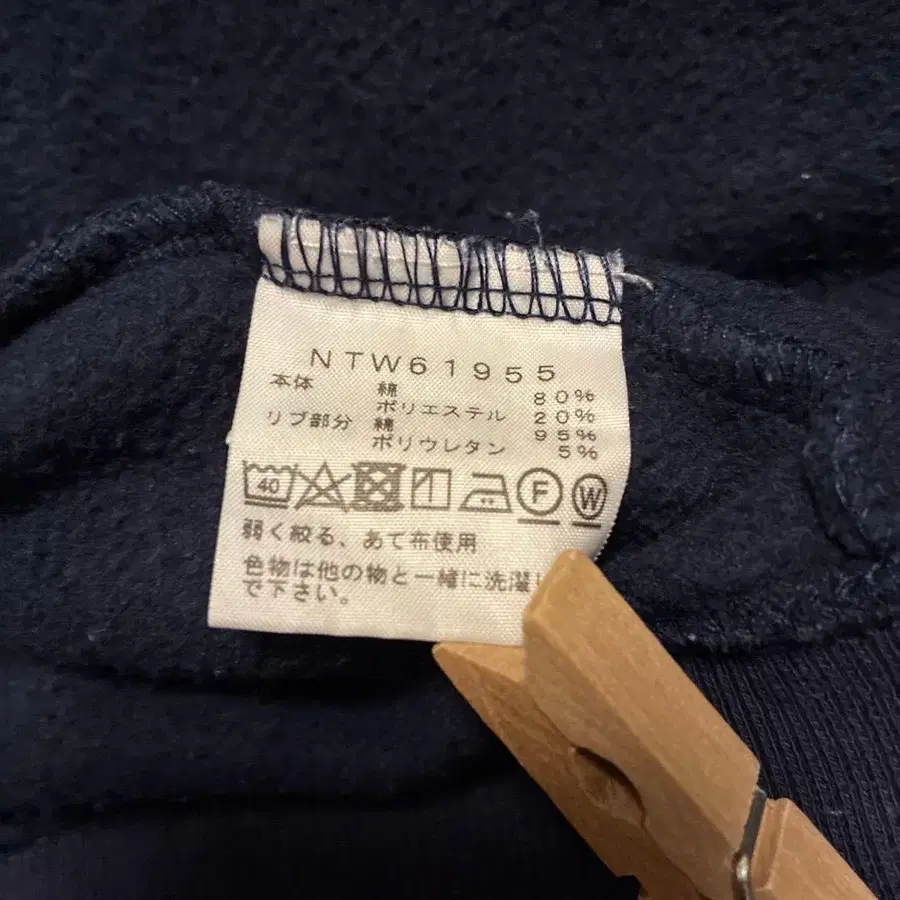 NTW61955
本体 綿 80%
ポリエステル 20%
リブ部分 綿 95%
ポリウレタン 5%
40 F W
弱く絞る、あて布使用
色物は他の物と一緒に洗濯し
で下さい。